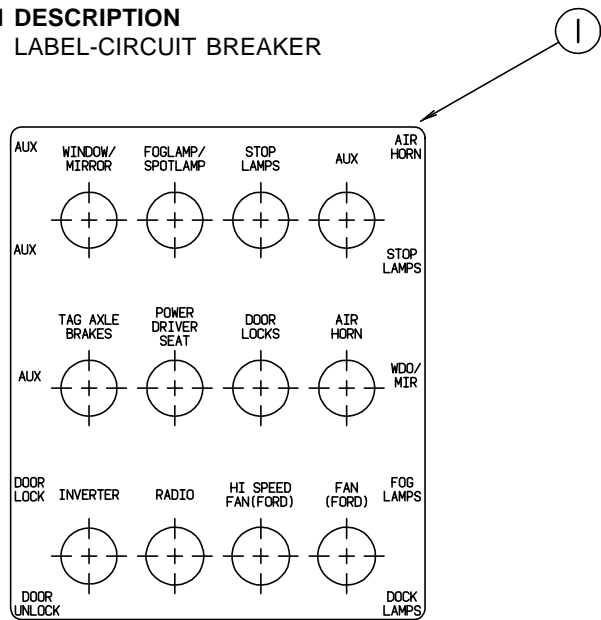 DESCRIPTION
LABEL-CIRCUIT BREAKER
1
AUX
WINDOW/
MIRROR
FOGLAMP/
SPOTLAMP
STOP
LAMPS
AUX
AIR
HORN
AUX
STOP
LAMPS
TAG AXLE
BRAKES
POWER
DRIVER
SEAT
DOOR
LOCKS
AIR
HORN
AUX
WDO/
MIR
DOOR
LOCK
INVERTER
RADIO
HI SPEED
FAN(FORD)
FAN
(FORD)
FOG
LAMPS
DOOR
UNLOCK
DOCK
LAMPS